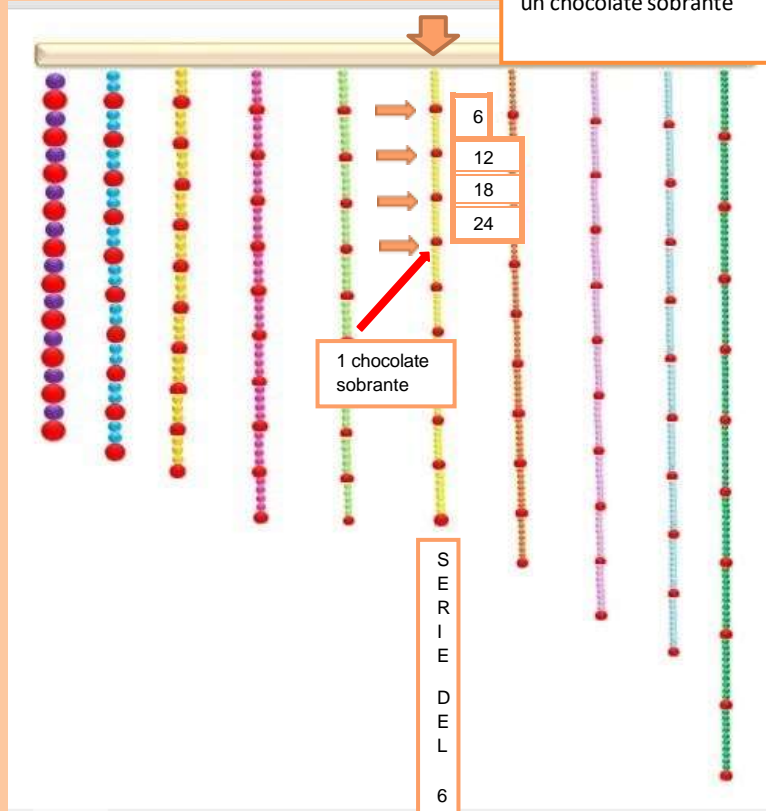 un chocolate sobrante
6
12
18
24
1 chocolate
sobrante
S
E
R
I
E
D
E
L
6